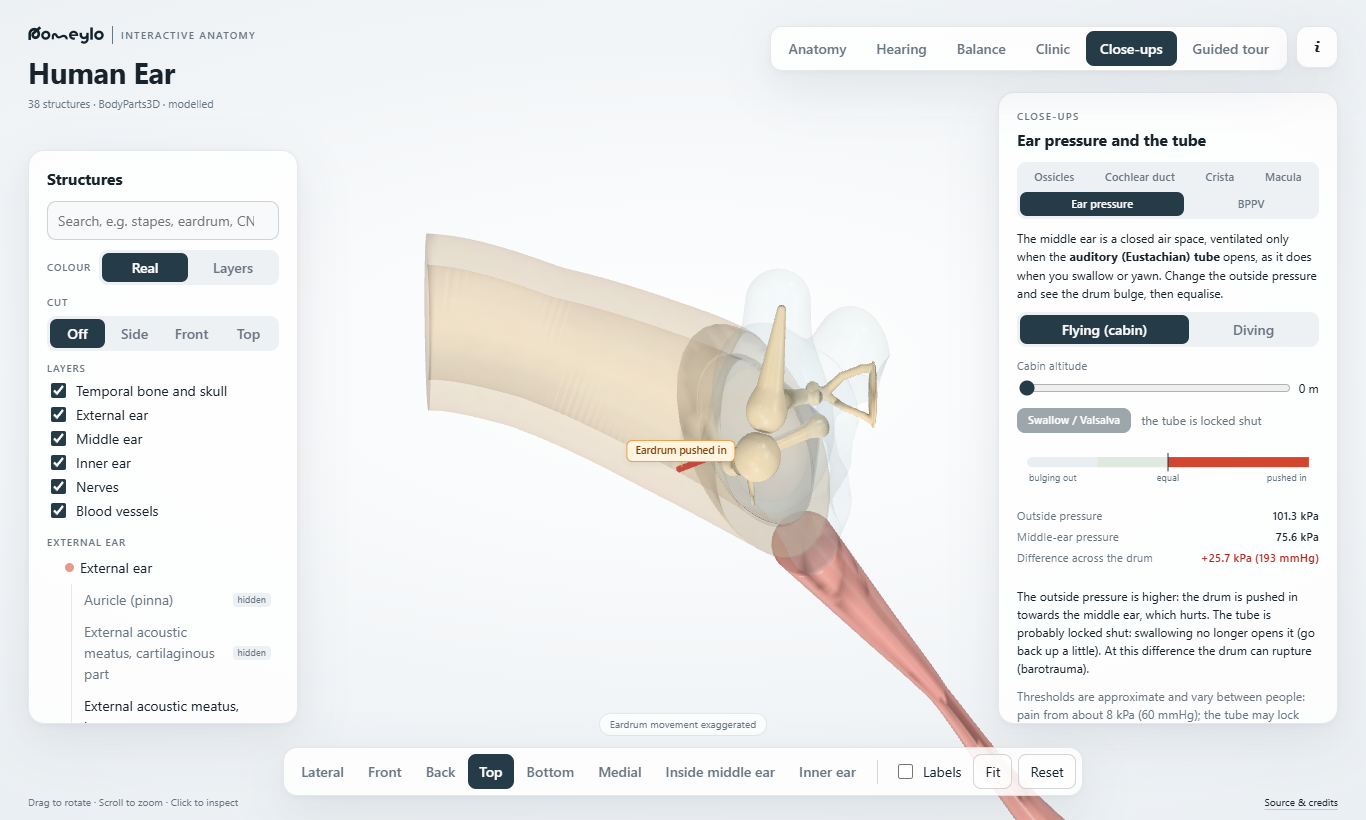 Pomeylo | INTERACTIVE ANATOMY
Human Ear
38 structures · BodyParts3D · modelled
Anatomy Hearing Balance Clinic Close-ups Guided tour i
Structures
Search, e.g. stapes, eardrum, CN
COLOUR Real Layers
CUT
Off Side Front Top
LAYERS
Temporal bone and skull
External ear
Middle ear
Inner ear
Nerves
Blood vessels
EXTERNAL EAR
External ear
Auricle (pinna) hidden
External acoustic
meatus, cartilaginous hidden
part
External acoustic meatus,
Eardrum pushed in
Eardrum movement exaggerated
CLOSE-UPS
Ear pressure and the tube
Ossicles Cochlear duct Crista Macula
Ear pressure BPPV
The middle ear is a closed air space, ventilated only
when the auditory (Eustachian) tube opens, as it does
when you swallow or yawn. Change the outside pressure
and see the drum bulge, then equalise.
Flying (cabin) Diving
Cabin altitude
0 m
Swallow / Valsalva the tube is locked shut
bulging out equal pushed in
Outside pressure 101.3 kPa
Middle-ear pressure 75.6 kPa
Difference across the drum +25.7 kPa (193 mmHg)
The outside pressure is higher: the drum is pushed in
towards the middle ear, which hurts. The tube is
probably locked shut: swallowing no longer opens it (go
back up a little). At this difference the drum can rupture
(barotrauma).
Thresholds are approximate and vary between people:
pain from about 8 kPa (60 mmHg); the tube may lock
Lateral Front Back Top Bottom Medial Inside middle ear Inner ear Labels Fit Reset
Drag to rotate · Scroll to zoom · Click to inspect
Source & credits